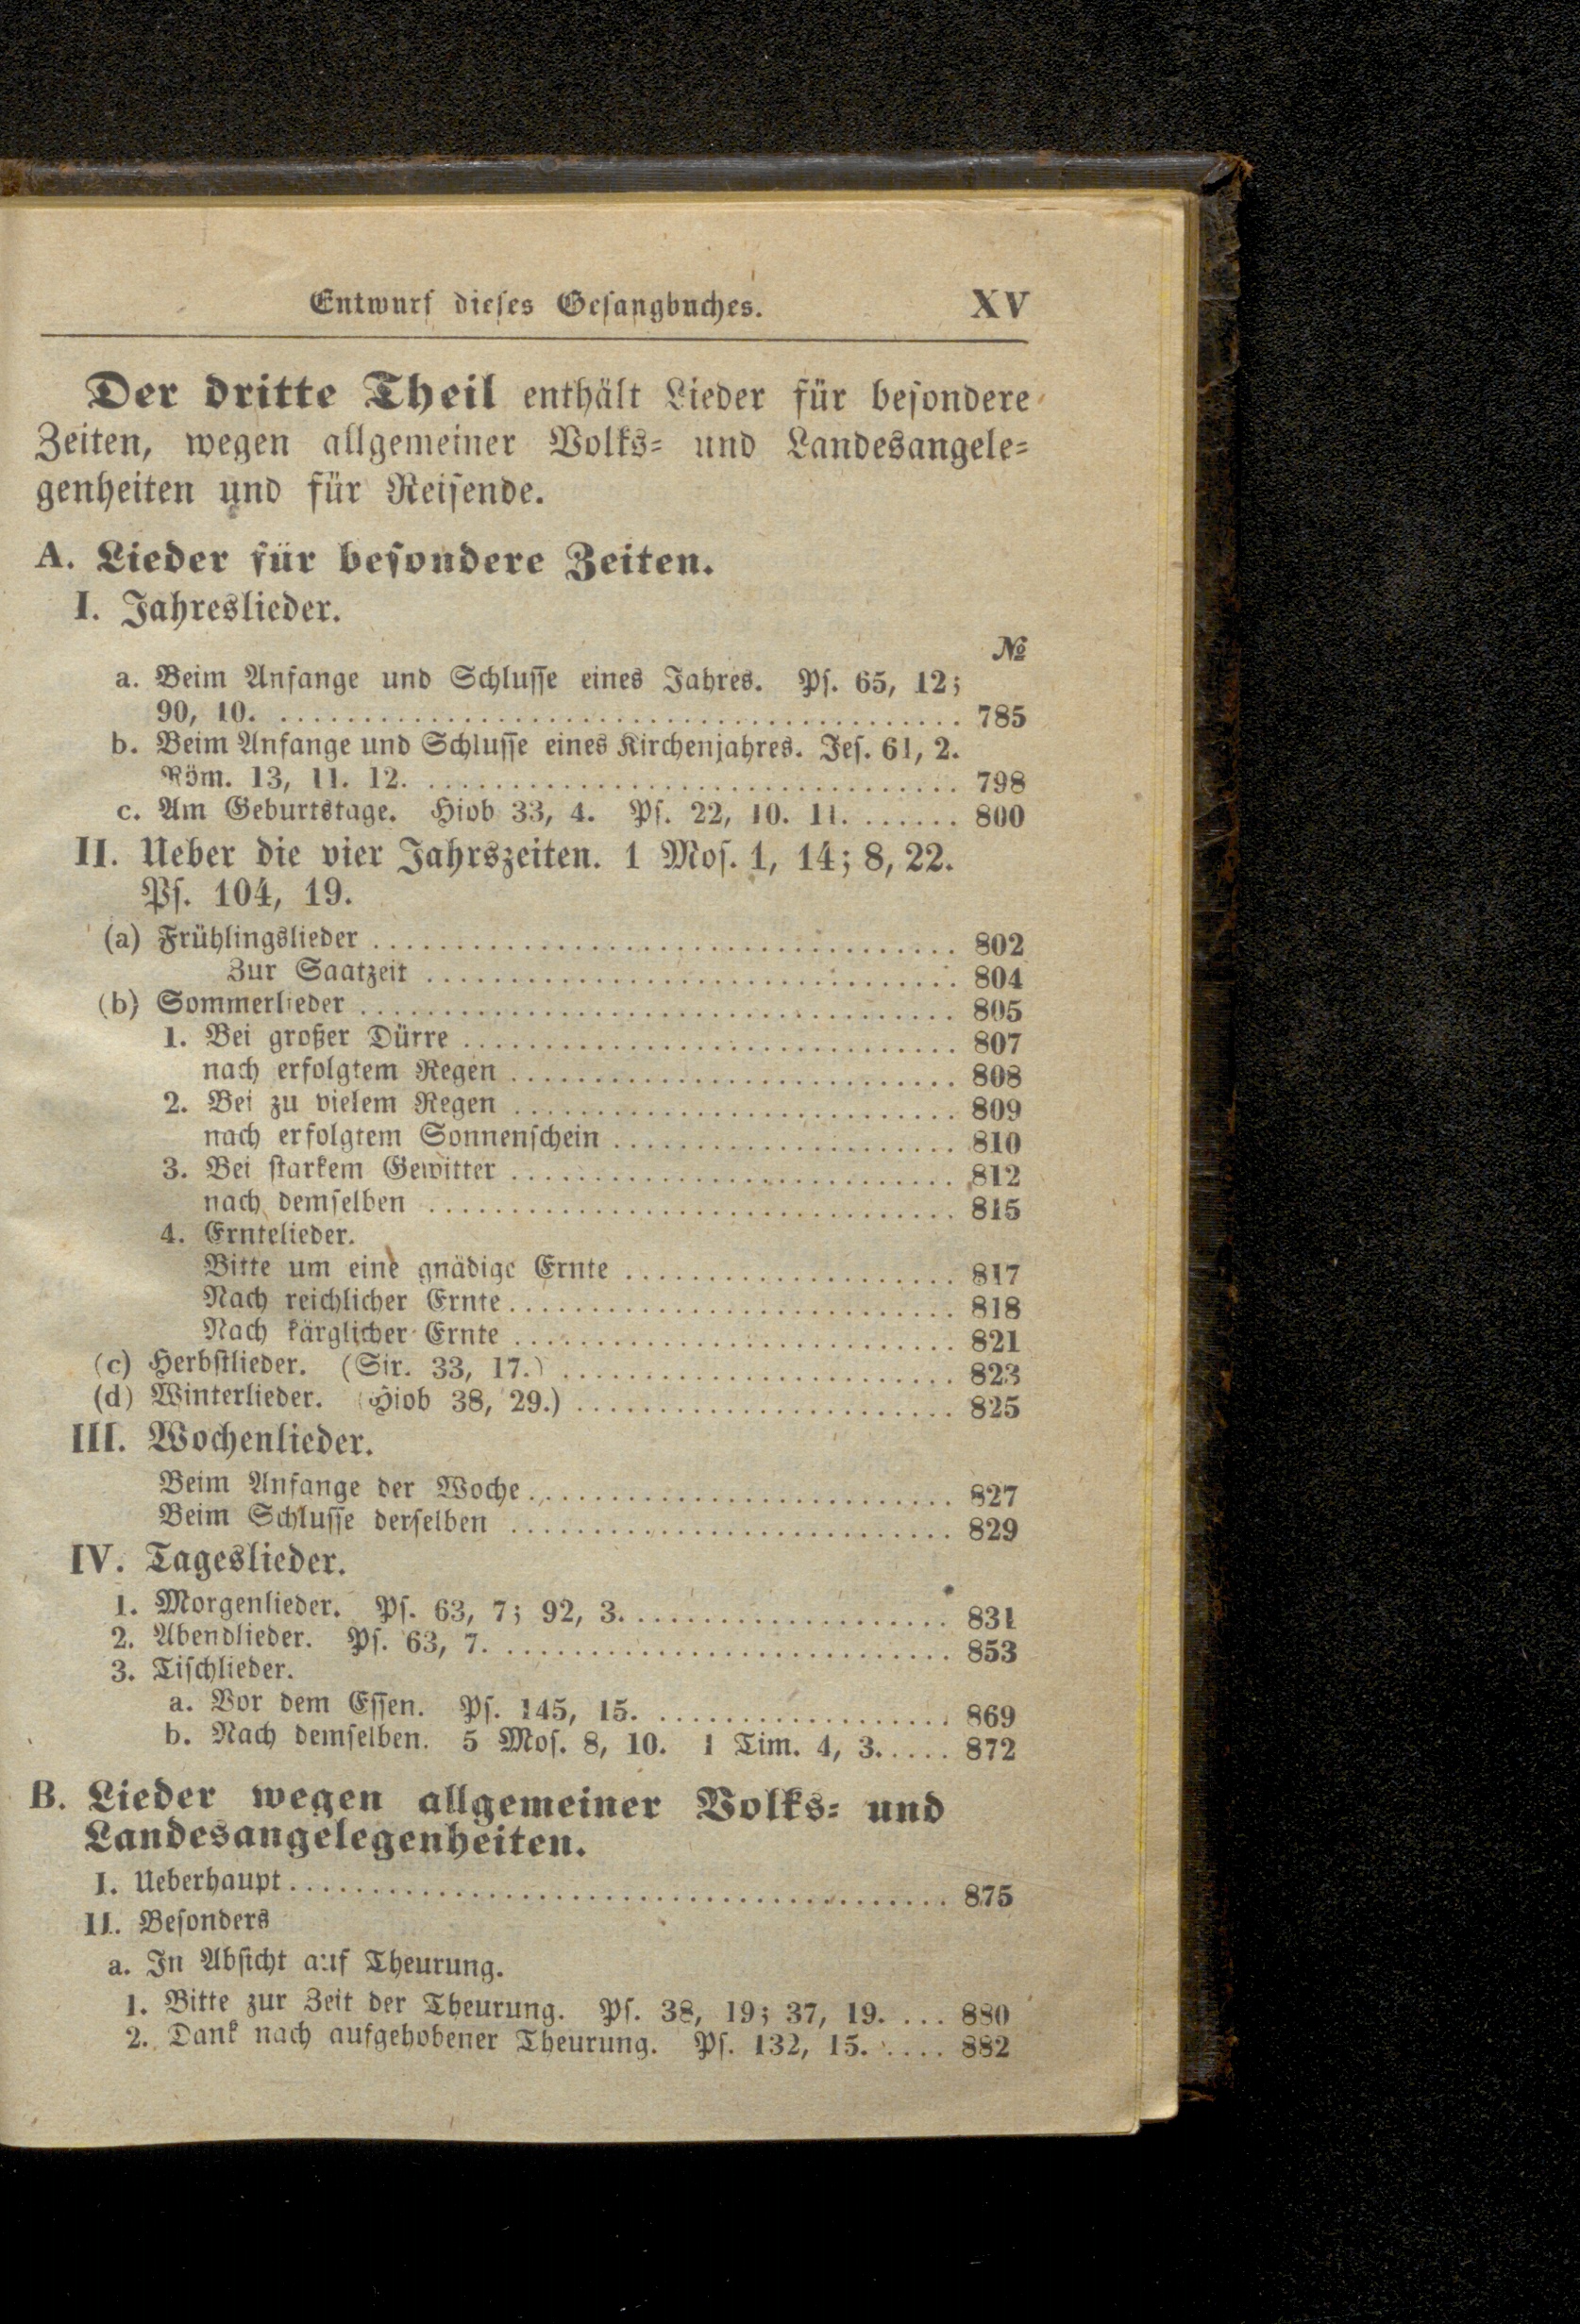 Entwurf dieses Gesangbuches. XV
Der dritte Theil enthält Lieder für besondere
Zeiten, wegen allgemeiner Volks- und Landesangele-
genheiten und für Reisende.
A. Lieder für besondere Zeiten.
I. Jahreslieder.
№
a. Beim Anfange und Schlusse eines Jahres. Ps. 65, 12;
90, 10. ........................................ 785
b. Beim Anfange und Schlusse eines Kirchenjahres. Jes. 61, 2.
Röm. 13, 11. 12. ................................ 798
c. Am Geburtstage. Hiob 33, 4. Ps. 22, 10. 11. ...... 800
II. Ueber die vier Jahrszeiten. 1 Mos. 1, 14; 8, 22.
Ps. 104, 19.
(a) Frühlingslieder ................................... 802
Zur Saatzeit ................................ 804
(b) Sommerlieder .................................... 805
1. Bei großer Dürre .............................. 807
nach erfolgtem Regen ........................... 808
2. Bei zu vielem Regen ........................... 809
nach erfolgtem Sonnenschein ..................... 810
3. Bei starkem Gewitter ........................... 812
nach demselben ................................ 815
4. Erntelieder.
Bitte um eine gnädige Ernte .................... 817
Nach reichlicher Ernte ........................... 818
Nach kärglicher Ernte ........................... 821
(c) Herbstlieder. (Sir. 33, 17.) ........................ 823
(d) Winterlieder. (Hiob 38, 29.) ....................... 825
III. Wochenlieder.
Beim Anfange der Woche .......................... 827
Beim Schlusse derselben ........................... 829
IV. Tageslieder.
1. Morgenlieder. Ps. 63, 7; 92, 3. ................... 831
2. Abendlieder. Ps. 63, 7. ........................... 853
3. Tischlieder.
a. Vor dem Essen. Ps. 145, 15. .................. 869
b. Nach demselben. 5 Mos. 8, 10. 1 Tim. 4, 3. .... 872
B. Lieder wegen allgemeiner Volks- und
Landesangelegenheiten.
I. Ueberhaupt ........................................ 875
II. Besonders
a. In Absicht auf Theurung.
1. Bitte zur Zeit der Theurung. Ps. 38, 19; 37, 19. ... 880
2. Dank nach aufgehobener Theurung. Ps. 132, 15. .... 882